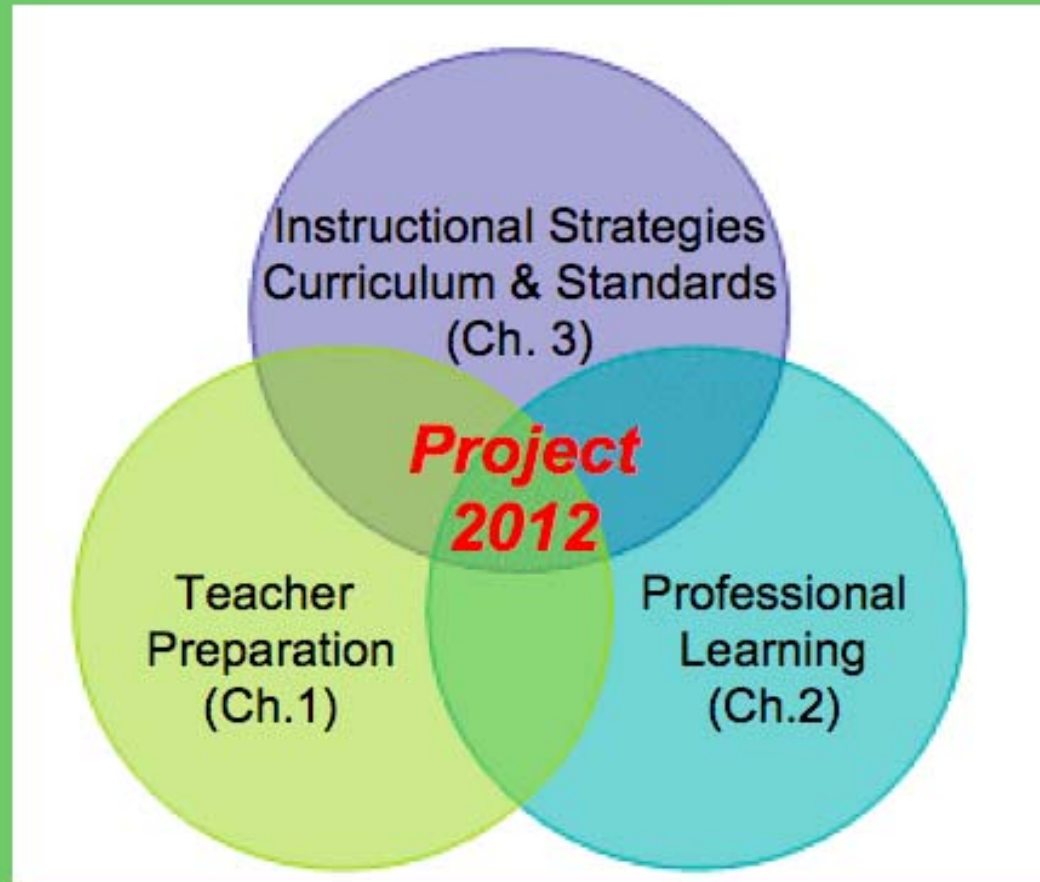 Instructional Strategies
Curriculum & Standards
(Ch. 3)
Project
2012
Teacher
Preparation
(Ch.1)
Professional
Learning
(Ch.2)